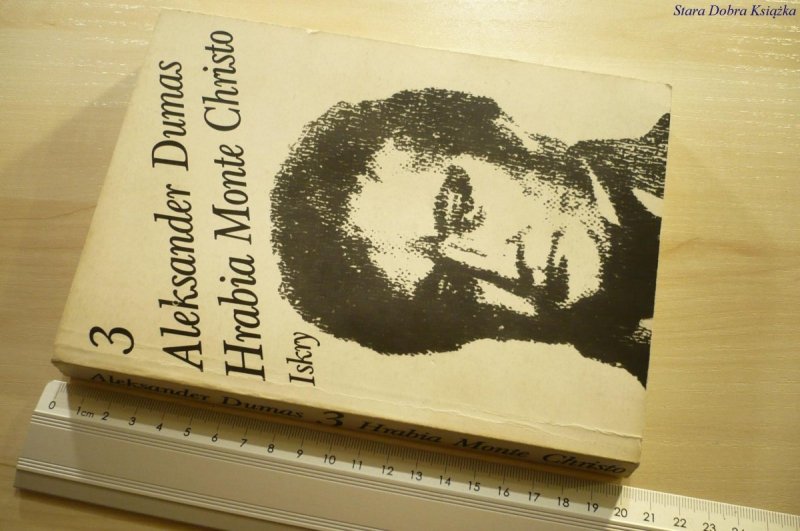 Stara Dobra Książka
3
Aleksander Dumas
Hrabia Monte Christo
Iskry
Aleksander Dumas 3 Hrabia Monte Christo
0 1cm 2 3 4 5 6 7 8 9 10 11 12 13 14 15 16 17 18 19 20 21 22 23